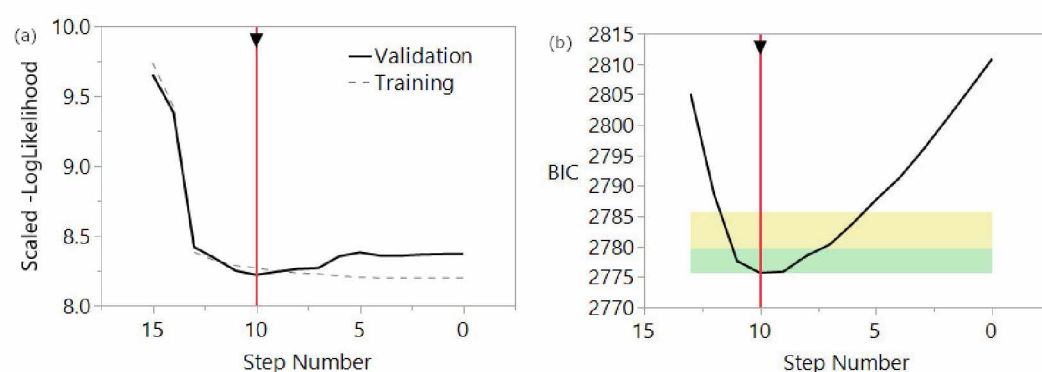 (a)
Scaled -LogLikelihood
10.0
9.5
9.0
8.5
8.0
Validation
Training
15 10 5 0
Step Number
(b)
BIC
2815
2810
2805
2800
2795
2790
2785
2780
2775
2770
15 10 5 0
Step Number